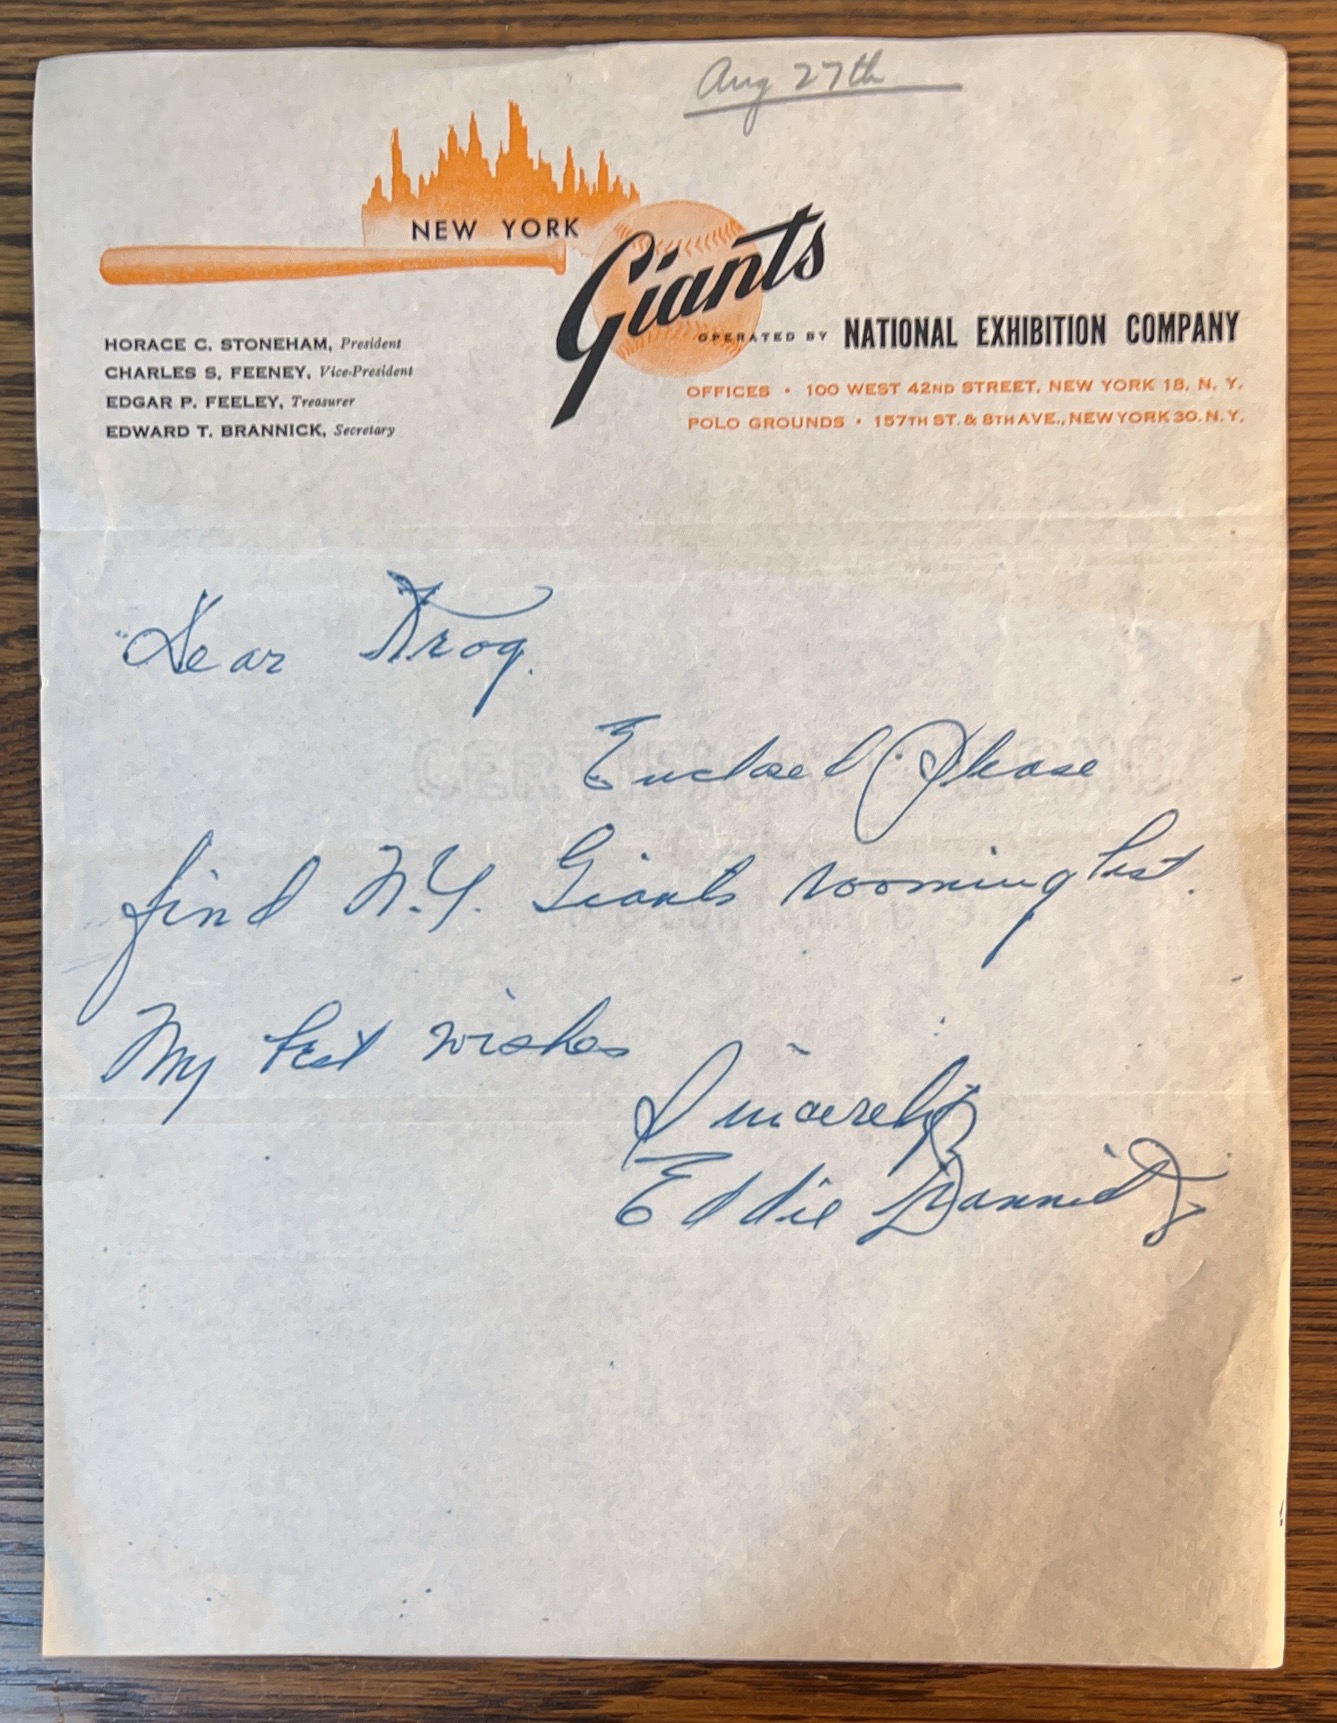 Aug 27th
NEW YORK
Giants
OPERATED BY NATIONAL EXHIBITION COMPANY
OFFICES • 100 WEST 42ND STREET, NEW YORK 18, N. Y.
POLO GROUNDS • 157TH ST. & 8TH AVE., NEW YORK 30, N. Y.
HORACE C. STONEHAM, President
CHARLES S. FEENEY, Vice-President
EDGAR P. FEELEY, Treasurer
EDWARD T. BRANNICK, Secretary
Dear Frog.
Enclosed Please
find N.Y. Giants rooming list.
My best wishes
Sincerely
Eddie Brannick